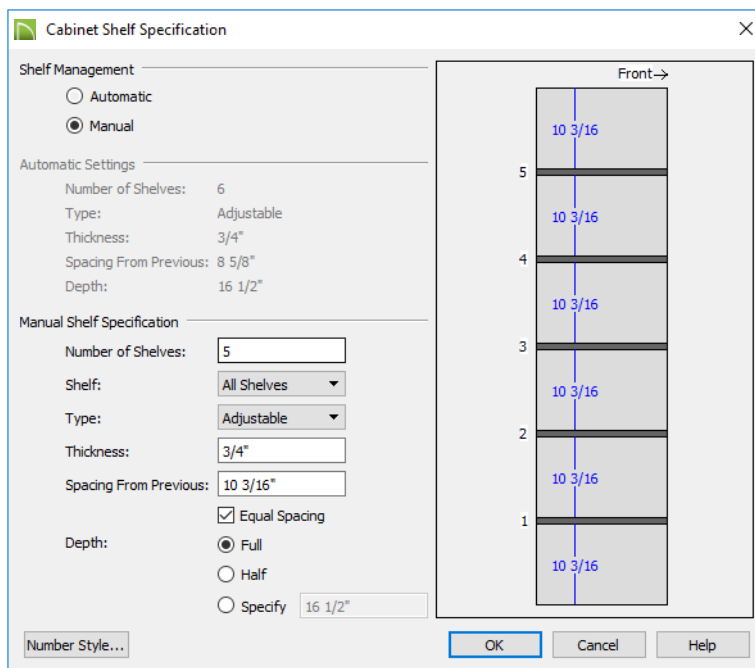 Cabinet Shelf Specification
Shelf Management
Automatic
Manual
Automatic Settings
Number of Shelves: 6
Type: Adjustable
Thickness: 3/4"
Spacing From Previous: 8 5/8"
Depth: 16 1/2"
Manual Shelf Specification
Number of Shelves: 5
Shelf: All Shelves
Type: Adjustable
Thickness: 3/4"
Spacing From Previous: 10 3/16"
Equal Spacing
Depth: Full
Half
Specify 16 1/2"
Number Style...
Front→
10 3/16
5
10 3/16
4
10 3/16
3
10 3/16
2
10 3/16
1
10 3/16
OK Cancel Help